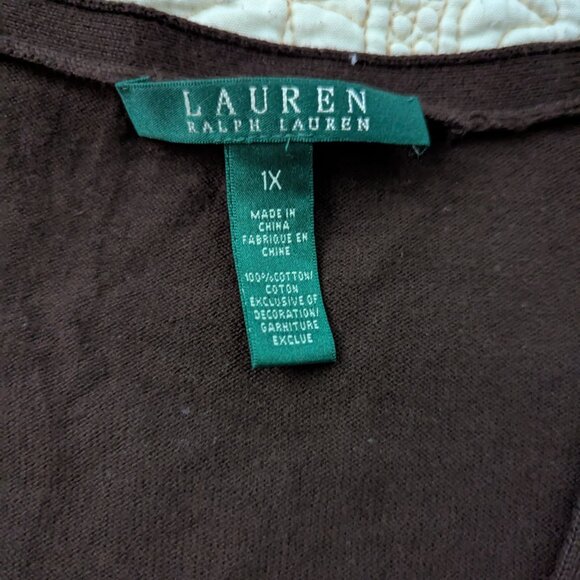 LAUREN
RALPH LAUREN
1X
MADE IN
CHINA
FABRIQUE EN
CHINE
100%COTTON/
COTON
EXCLUSIVE OF
DECORATION/
GARNITURE
EXCLUE